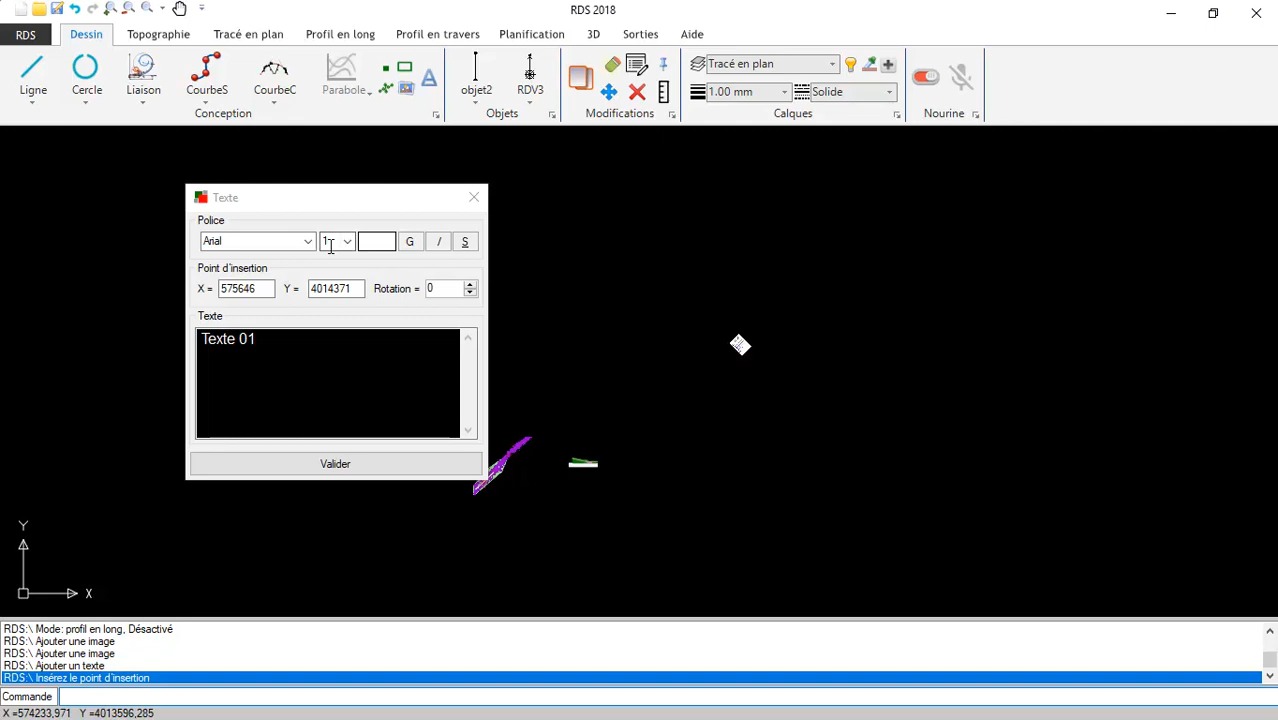 RDS 2018
RDS Dessin Topographie Tracé en plan Profil en long Profil en travers Planification 3D Sorties Aide
Ligne Cercle Liaison CourbeS CourbeC Parabole objet2 RDV3
Tracé en plan
1.00 mm Solide
Conception Objets Modifications Calques Nourine
Texte
Police
Arial 1 G / S
Point d'insertion
X = 575646 Y = 4014371 Rotation = 0
Texte
Texte 01
Valider
Y
X
RDS:\ Mode: profil en long, Désactivé
RDS:\ Ajouter une image
RDS:\ Ajouter une image
RDS:\ Ajouter un texte
RDS:\ Insérez le point d'insertion
Commande
X =574233,971 Y =4013596,285